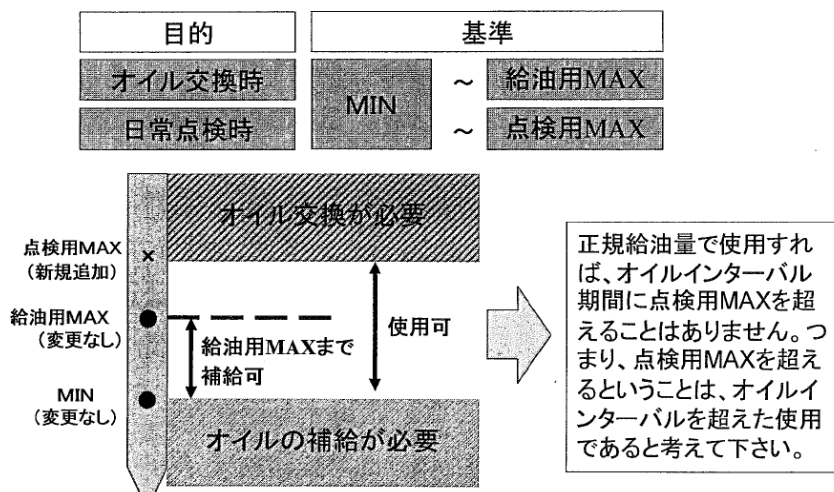 目的
基準
オイル交換時
MIN
~
給油用MAX
日常点検時
~
点検用MAX
オイル交換が必要
点検用MAX
(新規追加)
給油用MAX
(変更なし)
給油用MAXまで
補給可
使用可
MIN
(変更なし)
オイルの補給が必要
正規給油量で使用すれ
ば、オイルインターバル
期間に点検用MAXを超
えることはありません。つ
まり、点検用MAXを超え
るということは、オイルイ
ンターバルを超えた使用
であると考えて下さい。